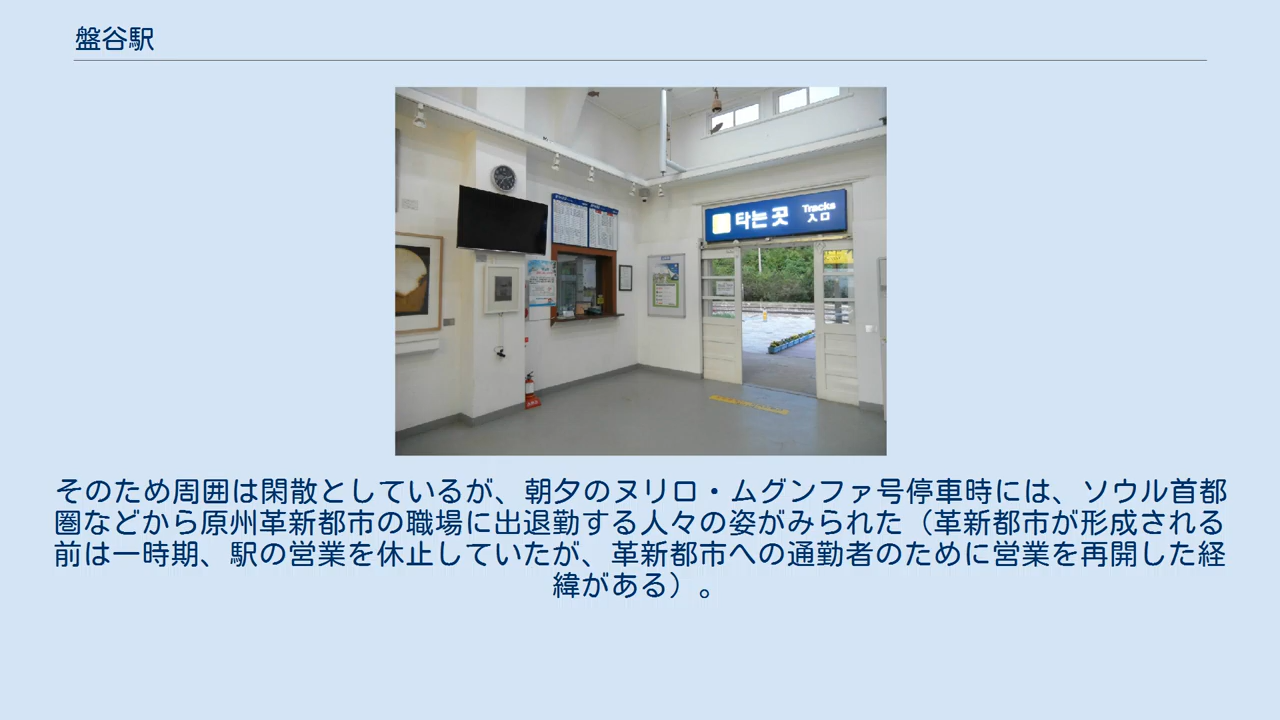 盤谷駅
타는 곳 Tracks
入口
そのため周囲は閑散としているが、朝夕のヌリロ・ムグンファ号停車時には、ソウル首都
圏などから原州革新都市の職場に出退勤する人々の姿がみられた（革新都市が形成される
前は一時期、駅の営業を休止していたが、革新都市への通勤者のために営業を再開した経
緯がある）。